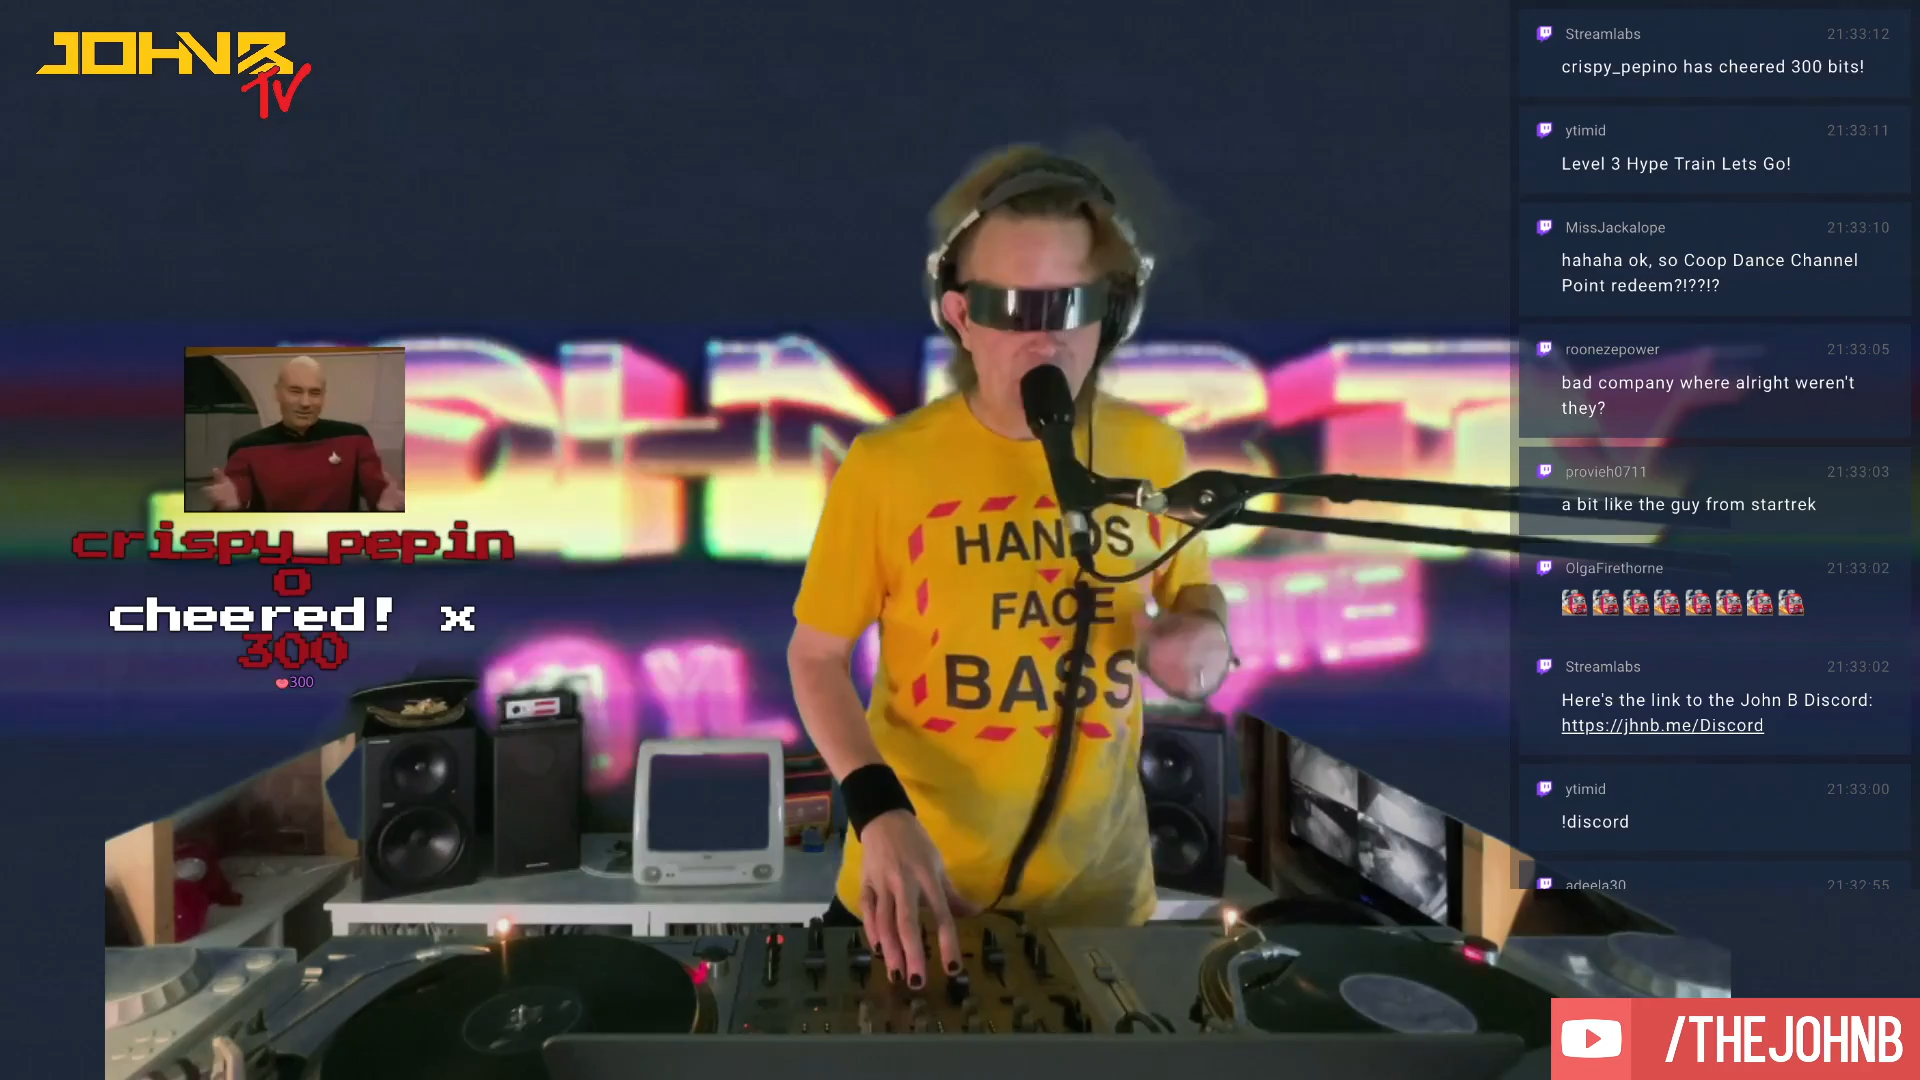 JOHN B
TV
crispy_pepin
o
cheered! x
300
300
HANDS
FACE
BASS
Streamlabs 21:33:12
crispy_pepino has cheered 300 bits!
ytimid 21:33:11
Level 3 Hype Train Lets Go!
MissJackalope 21:33:10
hahaha ok, so Coop Dance Channel
Point redeem?!??!?
roonezepower 21:33:05
bad company where alright weren't
they?
provieh0711 21:33:03
a bit like the guy from startrek
OlgaFirethorne 21:33:02
Streamlabs 21:33:02
Here's the link to the John B Discord:
https://jhnb.me/Discord
ytimid 21:33:00
!discord
adeela30 21:32:55
/THEJOHNB